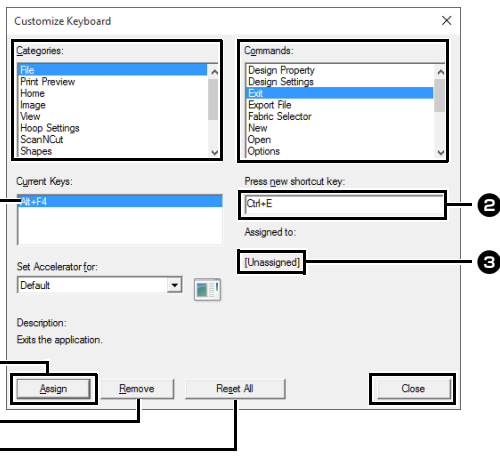 Customize Keyboard
Categories:
File
Print Preview
Home
Image
View
Hoop Settings
ScanNCut
Shapes
Commands:
Design Property
Design Settings
Exit
Export File
Fabric Selector
New
Open
Options
Current Keys:
Alt+F4
Press new shortcut key:
Ctrl+E
2
Assigned to:
[Unassigned]
3
Set Accelerator for:
Default
Description:
Exits the application.
Assign Remove Reset All Close